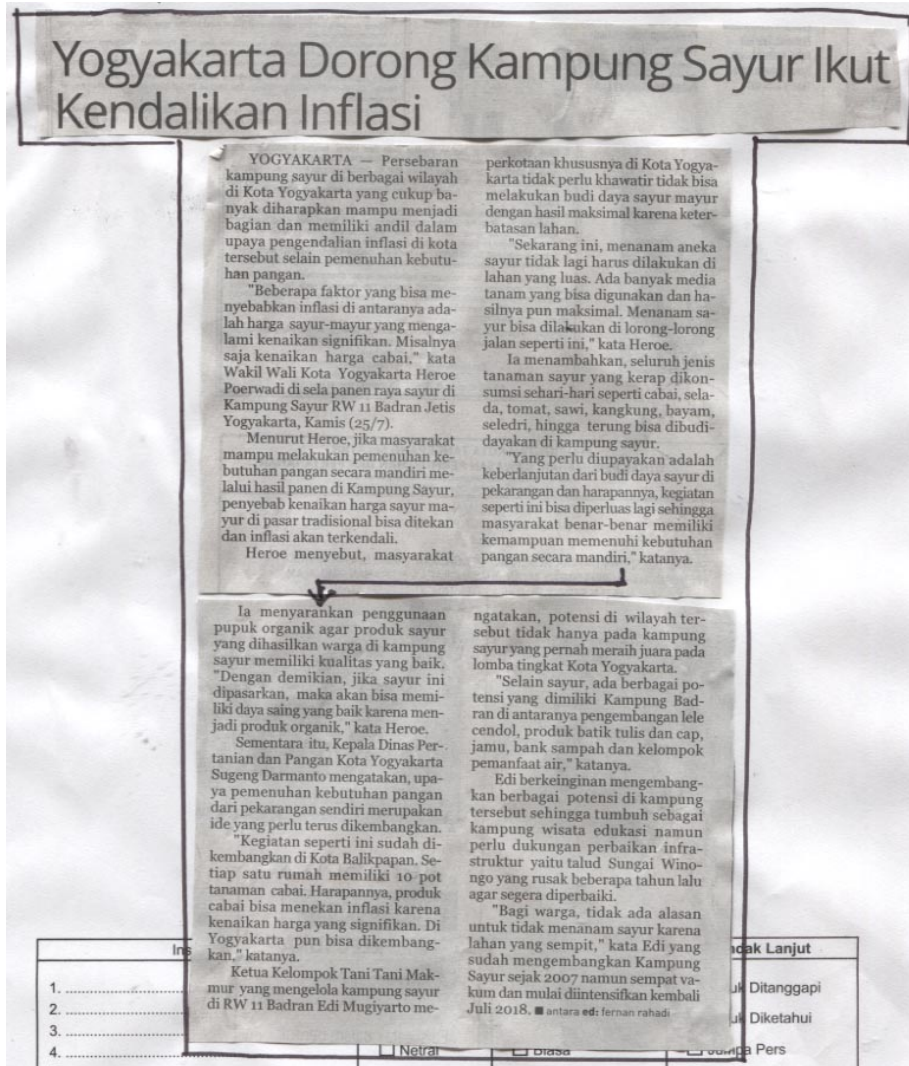 Yogyakarta Dorong Kampung Sayur Ikut
Kendalikan Inflasi
YOGYAKARTA — Persebaran
kampung sayur di berbagai wilayah
di Kota Yogyakarta yang cukup ba-
nyak diharapkan mampu menjadi
bagian dan memiliki andil dalam
upaya pengendalian inflasi di kota
tersebut selain pemenuhan kebutu-
han pangan.
"Beberapa faktor yang bisa me-
nyebabkan inflasi di antaranya ada-
lah harga sayur-mayur yang menga-
lami kenaikan signifikan. Misalnya
saja kenaikan harga cabai," kata
Wakil Wali Kota Yogyakarta Heroe
Poerwadi di sela panen raya sayur di
Kampung Sayur RW 11 Badran Jetis
Yogyakarta, Kamis (25/7).
Menurut Heroe, jika masyarakat
mampu melakukan pemenuhan ke-
butuhan pangan secara mandiri me-
lalui hasil panen di Kampung Sayur,
penyebab kenaikan harga sayur ma-
yur di pasar tradisional bisa ditekan
dan inflasi akan terkendali.
Heroe menyebut, masyarakat
perkotaan khususnya di Kota Yogya-
karta tidak perlu khawatir tidak bisa
melakukan budi daya sayur mayur
dengan hasil maksimal karena keter-
batasan lahan.
"Sekarang ini, menanam aneka
sayur tidak lagi harus dilakukan di
lahan yang luas. Ada banyak media
tanam yang bisa digunakan dan ha-
silnya pun maksimal. Menanam sa-
yur bisa dilakukan di lorong-lorong
jalan seperti ini," kata Heroe.
Ia menambahkan, seluruh jenis
tanaman sayur yang kerap dikon-
sumsi sehari-hari seperti cabai, sela-
da, tomat, sawi, kangkung, bayam,
seledri, hingga terung bisa dibudi-
dayakan di kampung sayur.
"Yang perlu diupayakan adalah
keberlanjutan dari budi daya sayur di
pekarangan dan harapannya, kegiatan
seperti ini bisa diperluas lagi sehingga
masyarakat benar-benar memiliki
kemampuan memenuhi kebutuhan
pangan secara mandiri," katanya.
Ia menyarankan penggunaan
pupuk organik agar produk sayur
yang dihasilkan warga di kampung
sayur memiliki kualitas yang baik.
"Dengan demikian, jika sayur ini
dipasarkan, maka akan bisa memi-
liki daya saing yang baik karena men-
jadi produk organik," kata Heroe.
Sementara itu, Kepala Dinas Per-
tanian dan Pangan Kota Yogyakarta
Sugeng Darmanto mengatakan, upa-
ya pemenuhan kebutuhan pangan
dari pekarangan sendiri merupakan
ide yang perlu terus dikembangkan.
"Kegiatan seperti ini sudah di-
kembangkan di Kota Balikpapan. Se-
tiap satu rumah memiliki 10 pot
tanaman cabai. Harapannya, produk
cabai bisa menekan inflasi karena
kenaikan harga yang signifikan. Di
Yogyakarta pun bisa dikembang-
kan," katanya.
Ketua Kelompok Tani Tani Mak-
mur yang mengelola kampung sayur
di RW 11 Badran Edi Mugiyarto me-
ngatakan, potensi di wilayah ter-
sebut tidak hanya pada kampung
sayur yang pernah meraih juara pada
lomba tingkat Kota Yogyakarta.
"Selain sayur, ada berbagai po-
tensi yang dimiliki Kampung Bad-
ran di antaranya pengembangan lele
cendol, produk batik tulis dan cap,
jamu, bank sampah dan kelompok
pemanfaat air," katanya.
Edi berkeinginan mengembang-
kan berbagai potensi di kampung
tersebut sehingga tumbuh sebagai
kampung wisata edukasi namun
perlu dukungan perbaikan infra-
struktur yaitu talud Sungai Wino-
ngo yang rusak beberapa tahun lalu
agar segera diperbaiki.
"Bagi warga, tidak ada alasan
untuk tidak menanam sayur karena
lahan yang sempit," kata Edi yang
sudah mengembangkan Kampung
Sayur sejak 2007 namun sempat va-
kum dan mulai diintensifkan kembali
Juli 2018. ■ antara ed: fernan rahadi
Lanjut
1.
2.
3.
4.
Netral
Ditanggapi
Diketahui
Pers